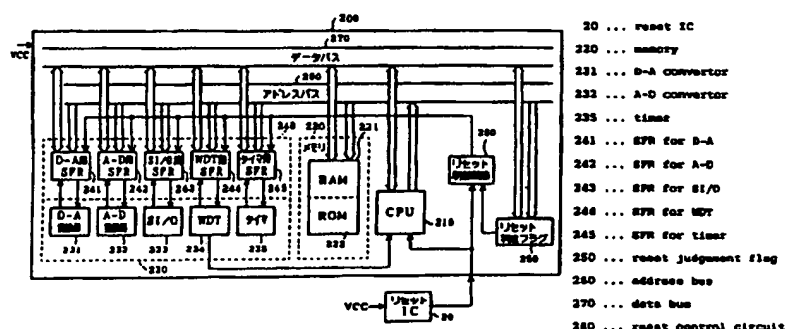 200
VCC
270
データバス
260
アドレスバス
240
220
221
メモリ
D-A用
SFR
A-D用
SFR
SI/O用
SFR
WDT用
SFR
タイマ用
SFR
241
242
243
244
245
RAM
ROM
222
CPU
210
280
リセット
リセット
判定フラグ
250
D-A
A-D
SI/O
WDT
タイマ
231
232
233
234
235
230
VCC
リセット
IC
20
20 ... reset IC
220 ... memory
231 ... D-A convertor
232 ... A-D convertor
235 ... timer
241 ... SFR for D-A
242 ... SFR for A-D
243 ... SFR for SI/O
244 ... SFR for WDT
245 ... SFR for timer
250 ... reset judgement flag
260 ... address bus
270 ... data bus
280 ... reset control circuit